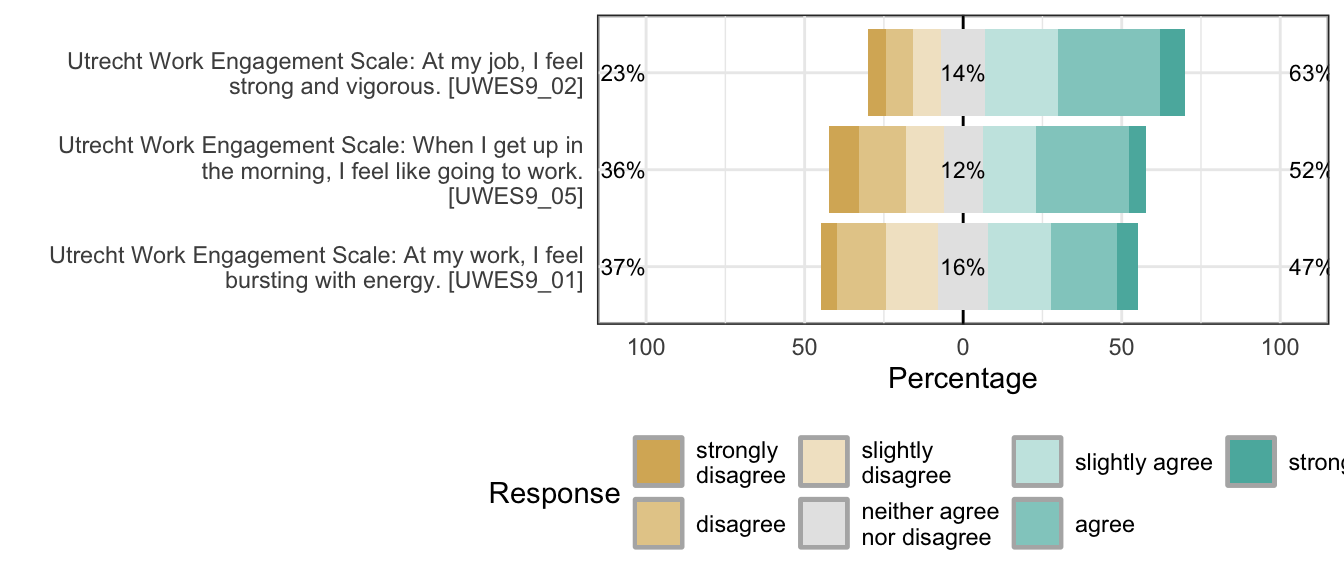 Utrecht Work Engagement Scale: At my job, I feel
strong and vigorous. [UWES9_02]
23%
14%
63%
Utrecht Work Engagement Scale: When I get up in
the morning, I feel like going to work.
[UWES9_05]
36%
12%
52%
Utrecht Work Engagement Scale: At my work, I feel
bursting with energy. [UWES9_01]
37%
16%
47%
100 50 0 50 100
Percentage
Response
strongly
disagree
slightly
disagree
slightly agree
disagree
neither agree
nor disagree
agree